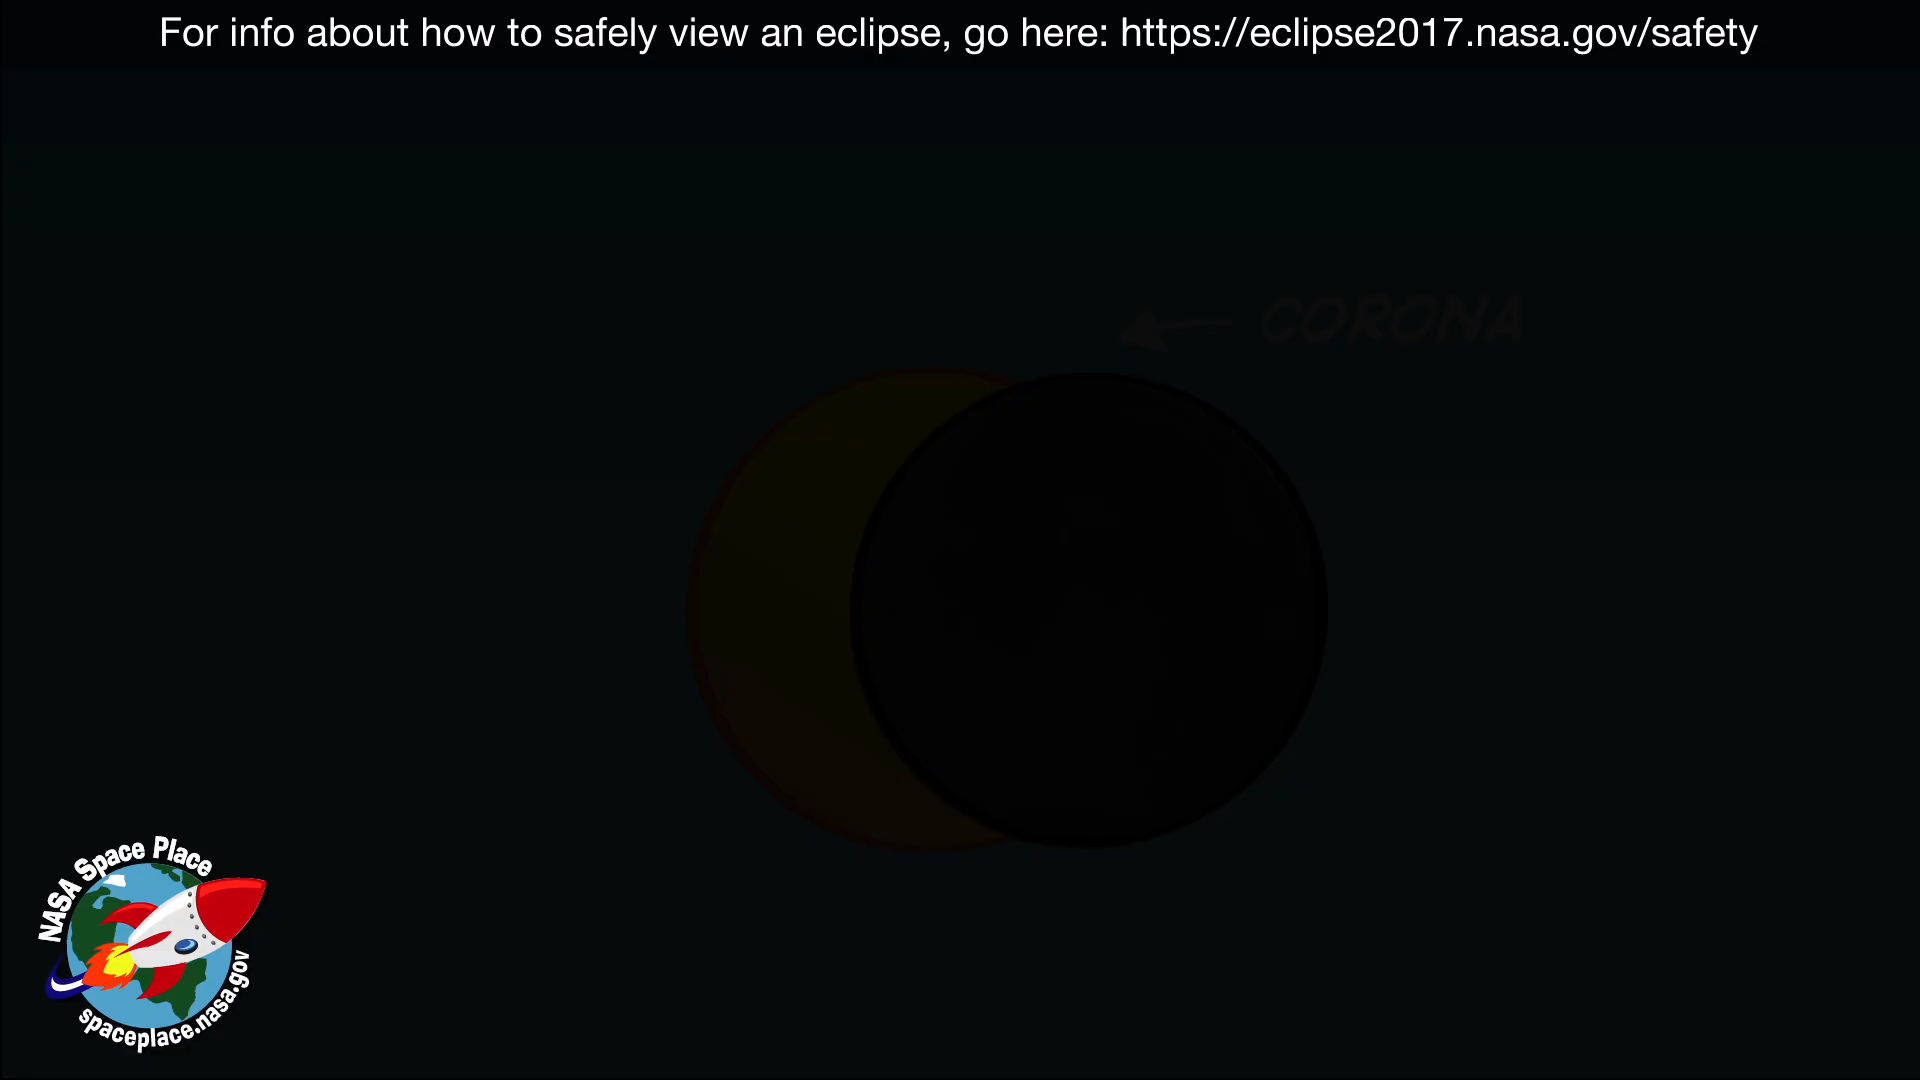 For info about how to safely view an eclipse, go here: https://eclipse2017.nasa.gov/safety
CORONA
NASA Space Place
spaceplace.nasa.gov